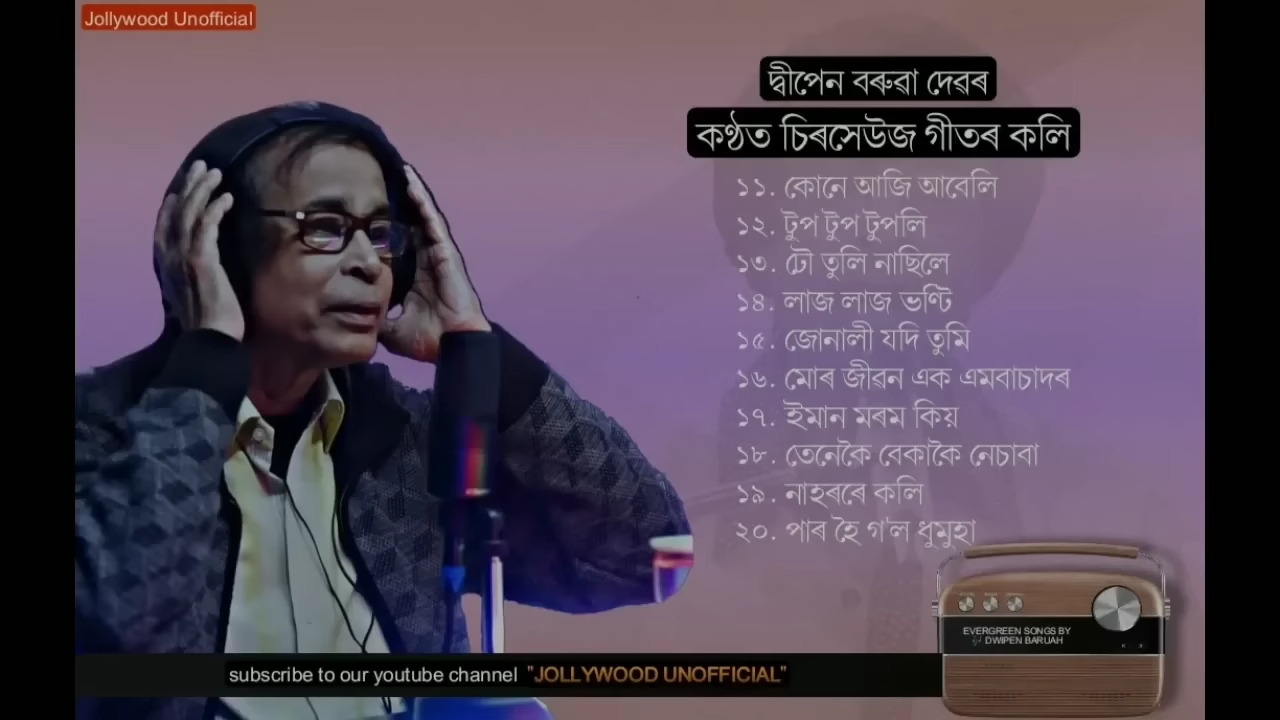 Jollywood Unofficial
দ্বীপেন বৰুৱা দেৱৰ
কণ্ঠত চিৰসেউজ গীতৰ কলি
১১. কোনে আজি আবেলি
১২. টুপ টুপ টুপলি
১৩. টৌ তুলি নাছিলে
১৪. লাজ লাজ ভণ্টি
১৫. জোনালী যদি তুমি
১৬. মোৰ জীৱন এক এমবাচাদৰ
১৭. ইমান মৰম কিয়
১৮. তেনেকৈ বেকাকৈ নেচাবা
১৯. নাহৰৰে কলি
২০. পাৰ হৈ গ'ল ধুমুহা
EVERGREEN SONGS BY
DWIPEN BARUAH
subscribe to our youtube channel "JOLLYWOOD UNOFFICIAL"